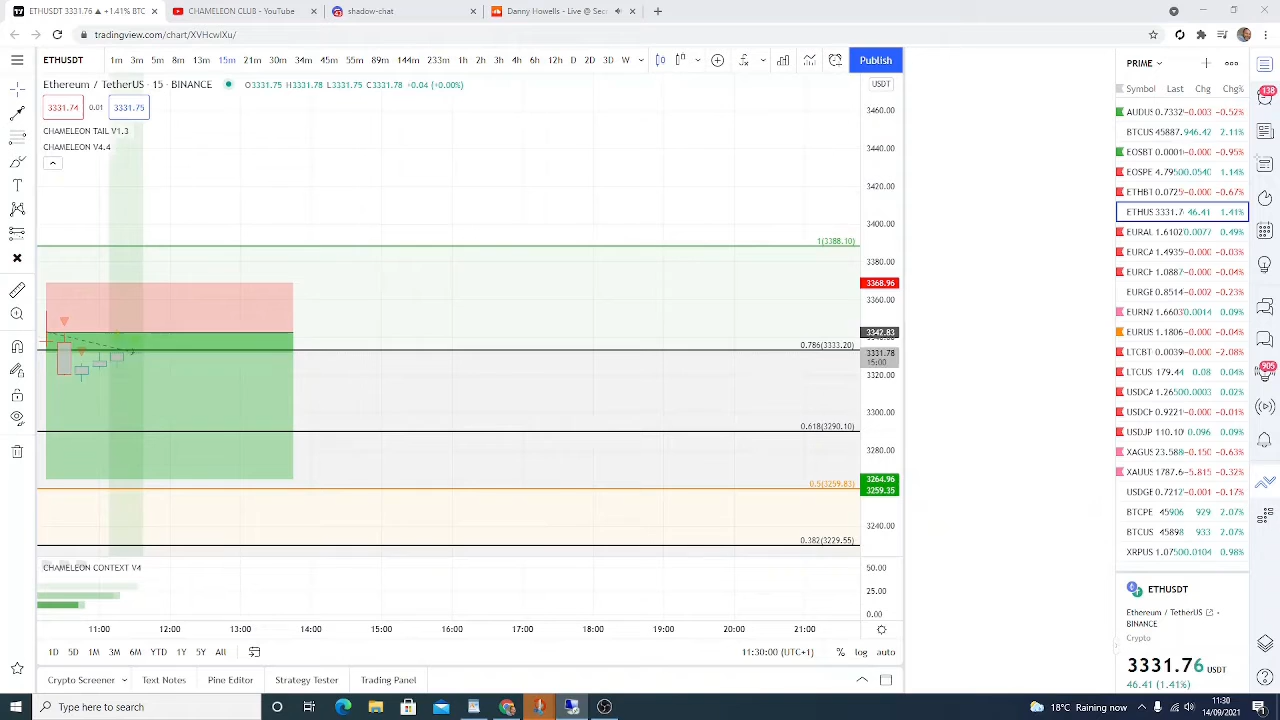 ETHUSDT 3331.77 ▲ +1.41% BTC
CHAMELEON CLUB - YouTube
shadow-chat
Danny Howells - Live @ Se
tradingview.com/chart/XVHcwIXu/
ETHUSDT 1m 3m 5m 8m 13m 15m 21m 30m 34m 55m 89m 144m 233m 1h 2h 3h 4h 6h 12h D 2D 3D W
Publish
PRIME
Ethereum / TetherUS · 15 · BINANCE O3331.75 H3331.78 L3331.75 C3331.78 +0.04 (+0.00%)
USDT
Symbol Last Chg Chg%
3331.74 0.01 3331.75
CHAMELEON TAIL V1.3
CHAMELEON V4.4
138
905
3460.00
3440.00
3420.00
3400.00
1(3388.10)
3380.00
3368.96
3360.00
3342.83
0.786(3333.20)
3331.78
15:00
3320.00
3300.00
0.618(3290.10)
3280.00
3264.96
0.5(3259.83)
3259.35
3240.00
0.382(3229.55)
CHAMELEON CONTEXT V4
50.00
25.00
0.00
11:00 12:00 13:00 14:00 15:00 16:00 17:00 18:00 19:00 20:00 21:00
1D 5D 1M 3M 6M YTD 1Y 5Y All
11:30:00 (UTC+1) % log auto
Crypto Screener Text Notes Pine Editor Strategy Tester Trading Panel
AUDUS 0.7332 -0.003 -0.52%
BTCUS 45887. 946.42 2.11%
EOSBT 0.0001 -0.000 -0.95%
EOSPE 4.795 00.0540 1.14%
ETHBT 0.0725 -0.000 -0.67%
ETHUS 3331.7 46.41 1.41%
EURAU 1.6102 0.0077 0.49%
EURCA 1.4935 -0.000 -0.03%
EURCH 1.0887 -0.000 -0.04%
EURGE 0.8514 -0.002 -0.23%
EURNZ 1.6603 0.0014 0.09%
EURUS 1.1806 -0.000 -0.04%
LTCBT 0.0039 -0.000 -2.08%
LTCUS 179.44 0.08 0.04%
USDCA 1.2650 0.0003 0.02%
USDCH 0.9221 -0.000 -0.01%
USDJP 110.10 0.096 0.09%
XAGUS 23.588 -0.150 -0.63%
XAUUS 1787.6 -5.815 -0.32%
USDGE 0.7212 -0.001 -0.17%
BTCPE 45906 929 2.07%
BTCUS 45898 933 2.07%
XRPUS 1.075 00.0104 0.98%
ETHUSDT
Ethereum / TetherUS
BINANCE
Crypto
3331.76 USDT
46.41 (1.41%)
Type here to search
18°C Raining now
11:30
14/09/2021